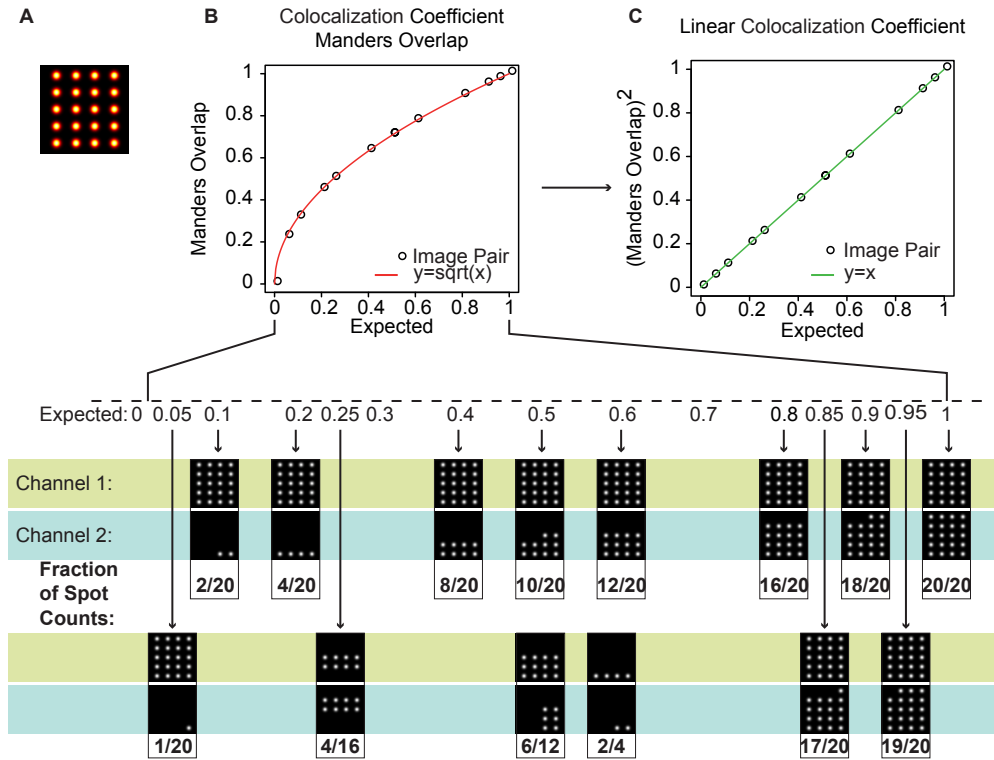 A
B
Colocalization Coefficient
Manders Overlap
C
Linear Colocalization Coefficient
Manders Overlap
1
0.8
0.6
0.4
0.2
0
Image Pair
y=sqrt(x)
0 0.2 0.4 0.6 0.8 1
Expected
(Manders Overlap)2
1
0.8
0.6
0.4
0.2
0
Image Pair
y=x
0 0.2 0.4 0.6 0.8 1
Expected
Expected: 0 0.05 0.1 0.2 0.25 0.3 0.4 0.5 0.6 0.7 0.8 0.85 0.9 0.95 1
Channel 1:
Channel 2:
Fraction
of Spot
Counts:
2/20 4/20 8/20 10/20 12/20 16/20 18/20 20/20
1/20 4/16 6/12 2/4 17/20 19/20